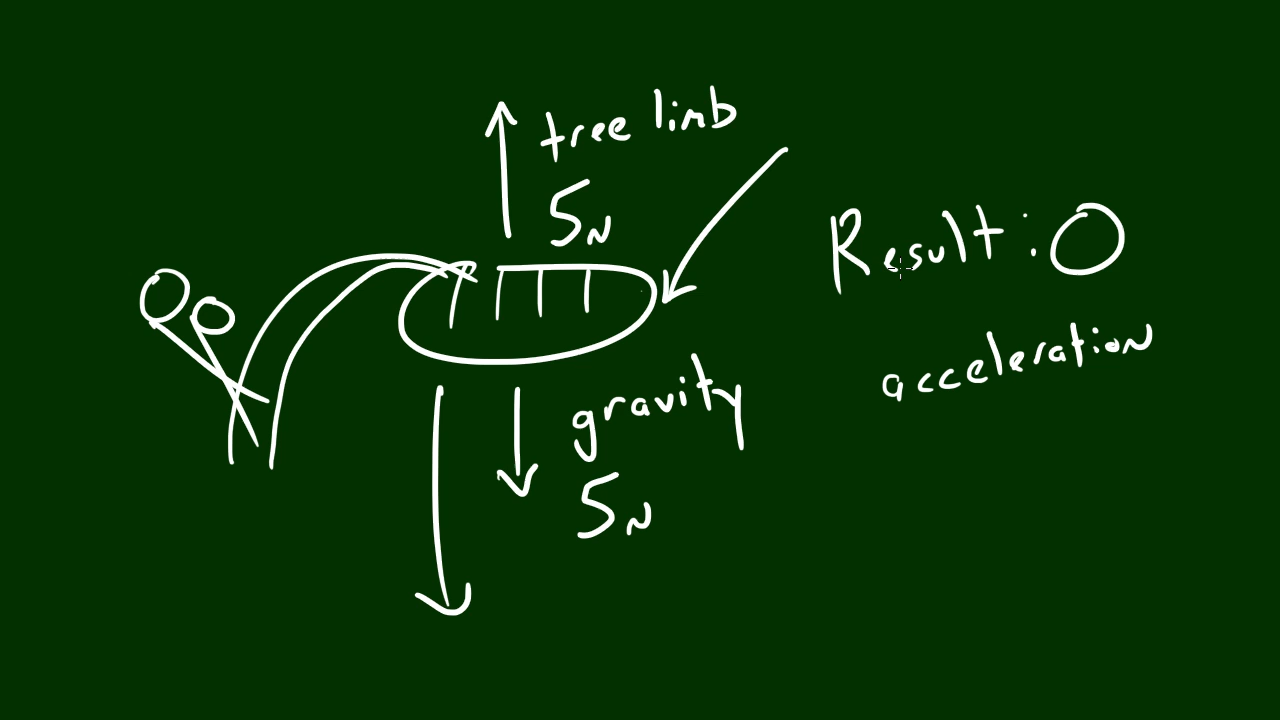 tree limb
5N
Result: 0
acceleration
gravity
5N